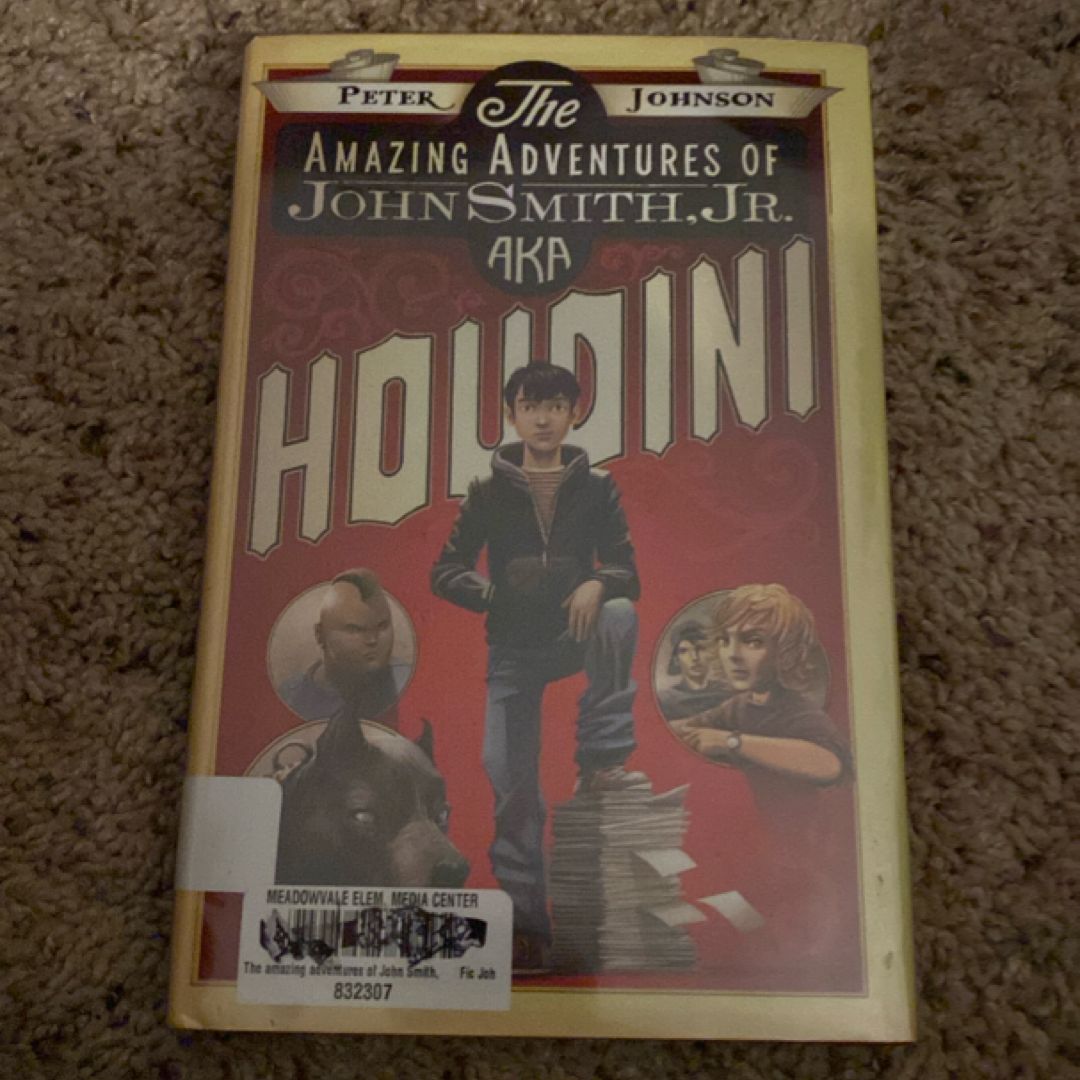 PETER JOHNSON
The
AMAZING ADVENTURES OF
JOHN SMITH, JR.
AKA
HOUDINI
MEADOWVALE ELEM. MEDIA CENTER
The amazing adventures of John Smith, Fic Joh
832307